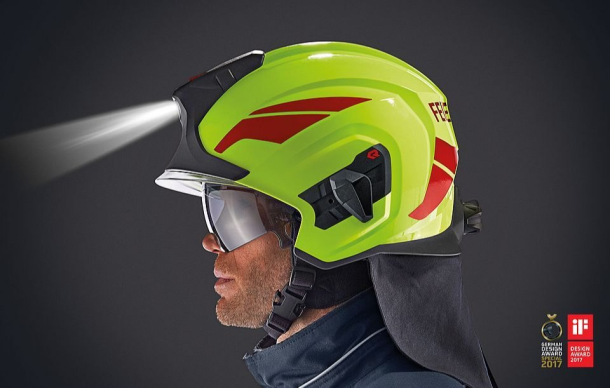 GERMAN
DESIGN
AWARD
SPECIAL
2017
iF
DESIGN
AWARD
2017